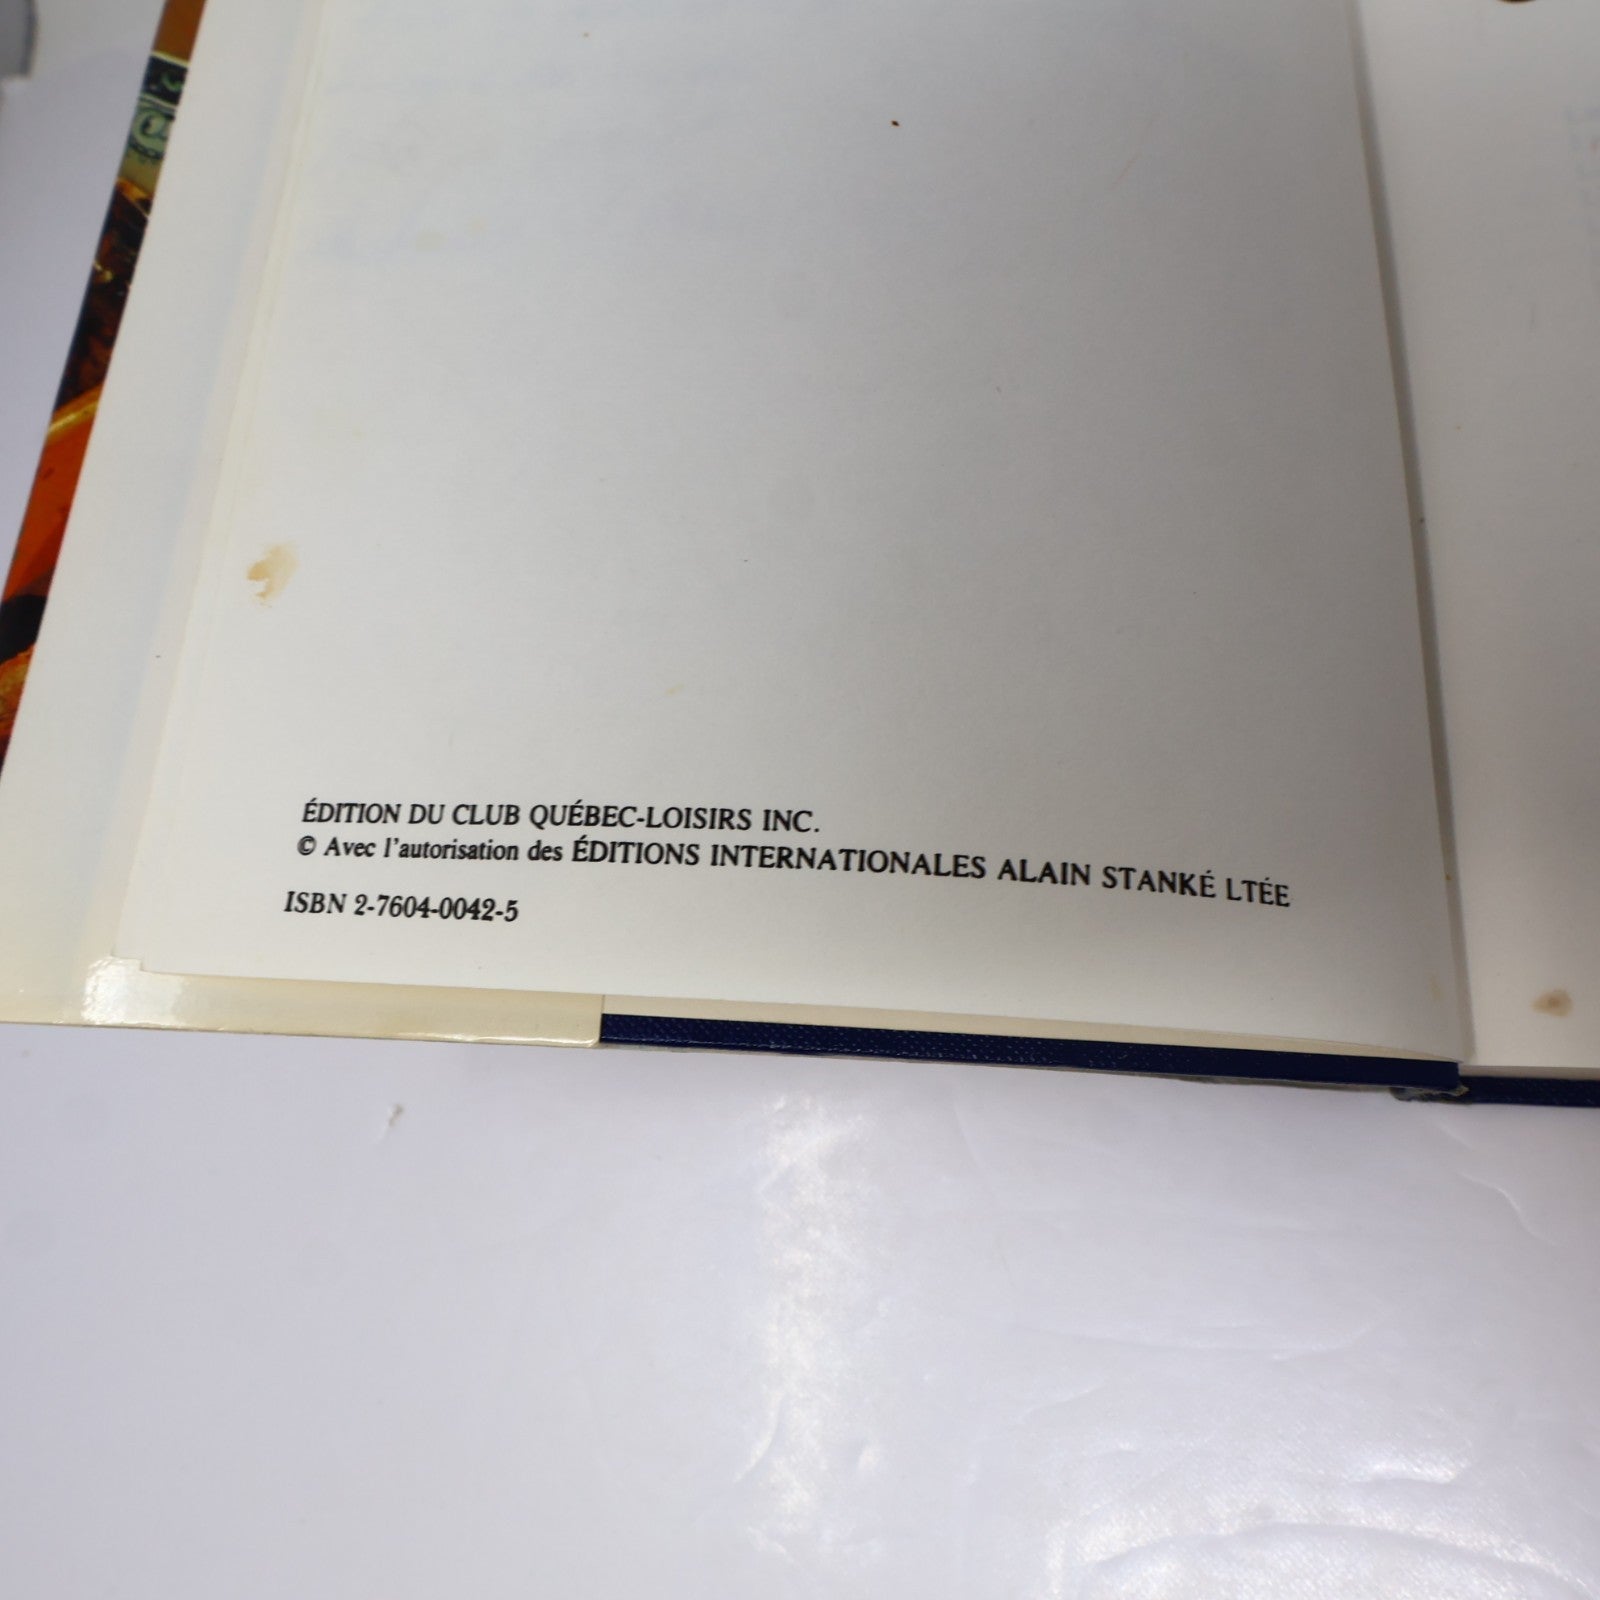 ÉDITION DU CLUB QUÉBEC-LOISIRS INC.
© Avec l'autorisation des ÉDITIONS INTERNATIONALES ALAIN STANKÉ LTÉE
ISBN 2-7604-0042-5